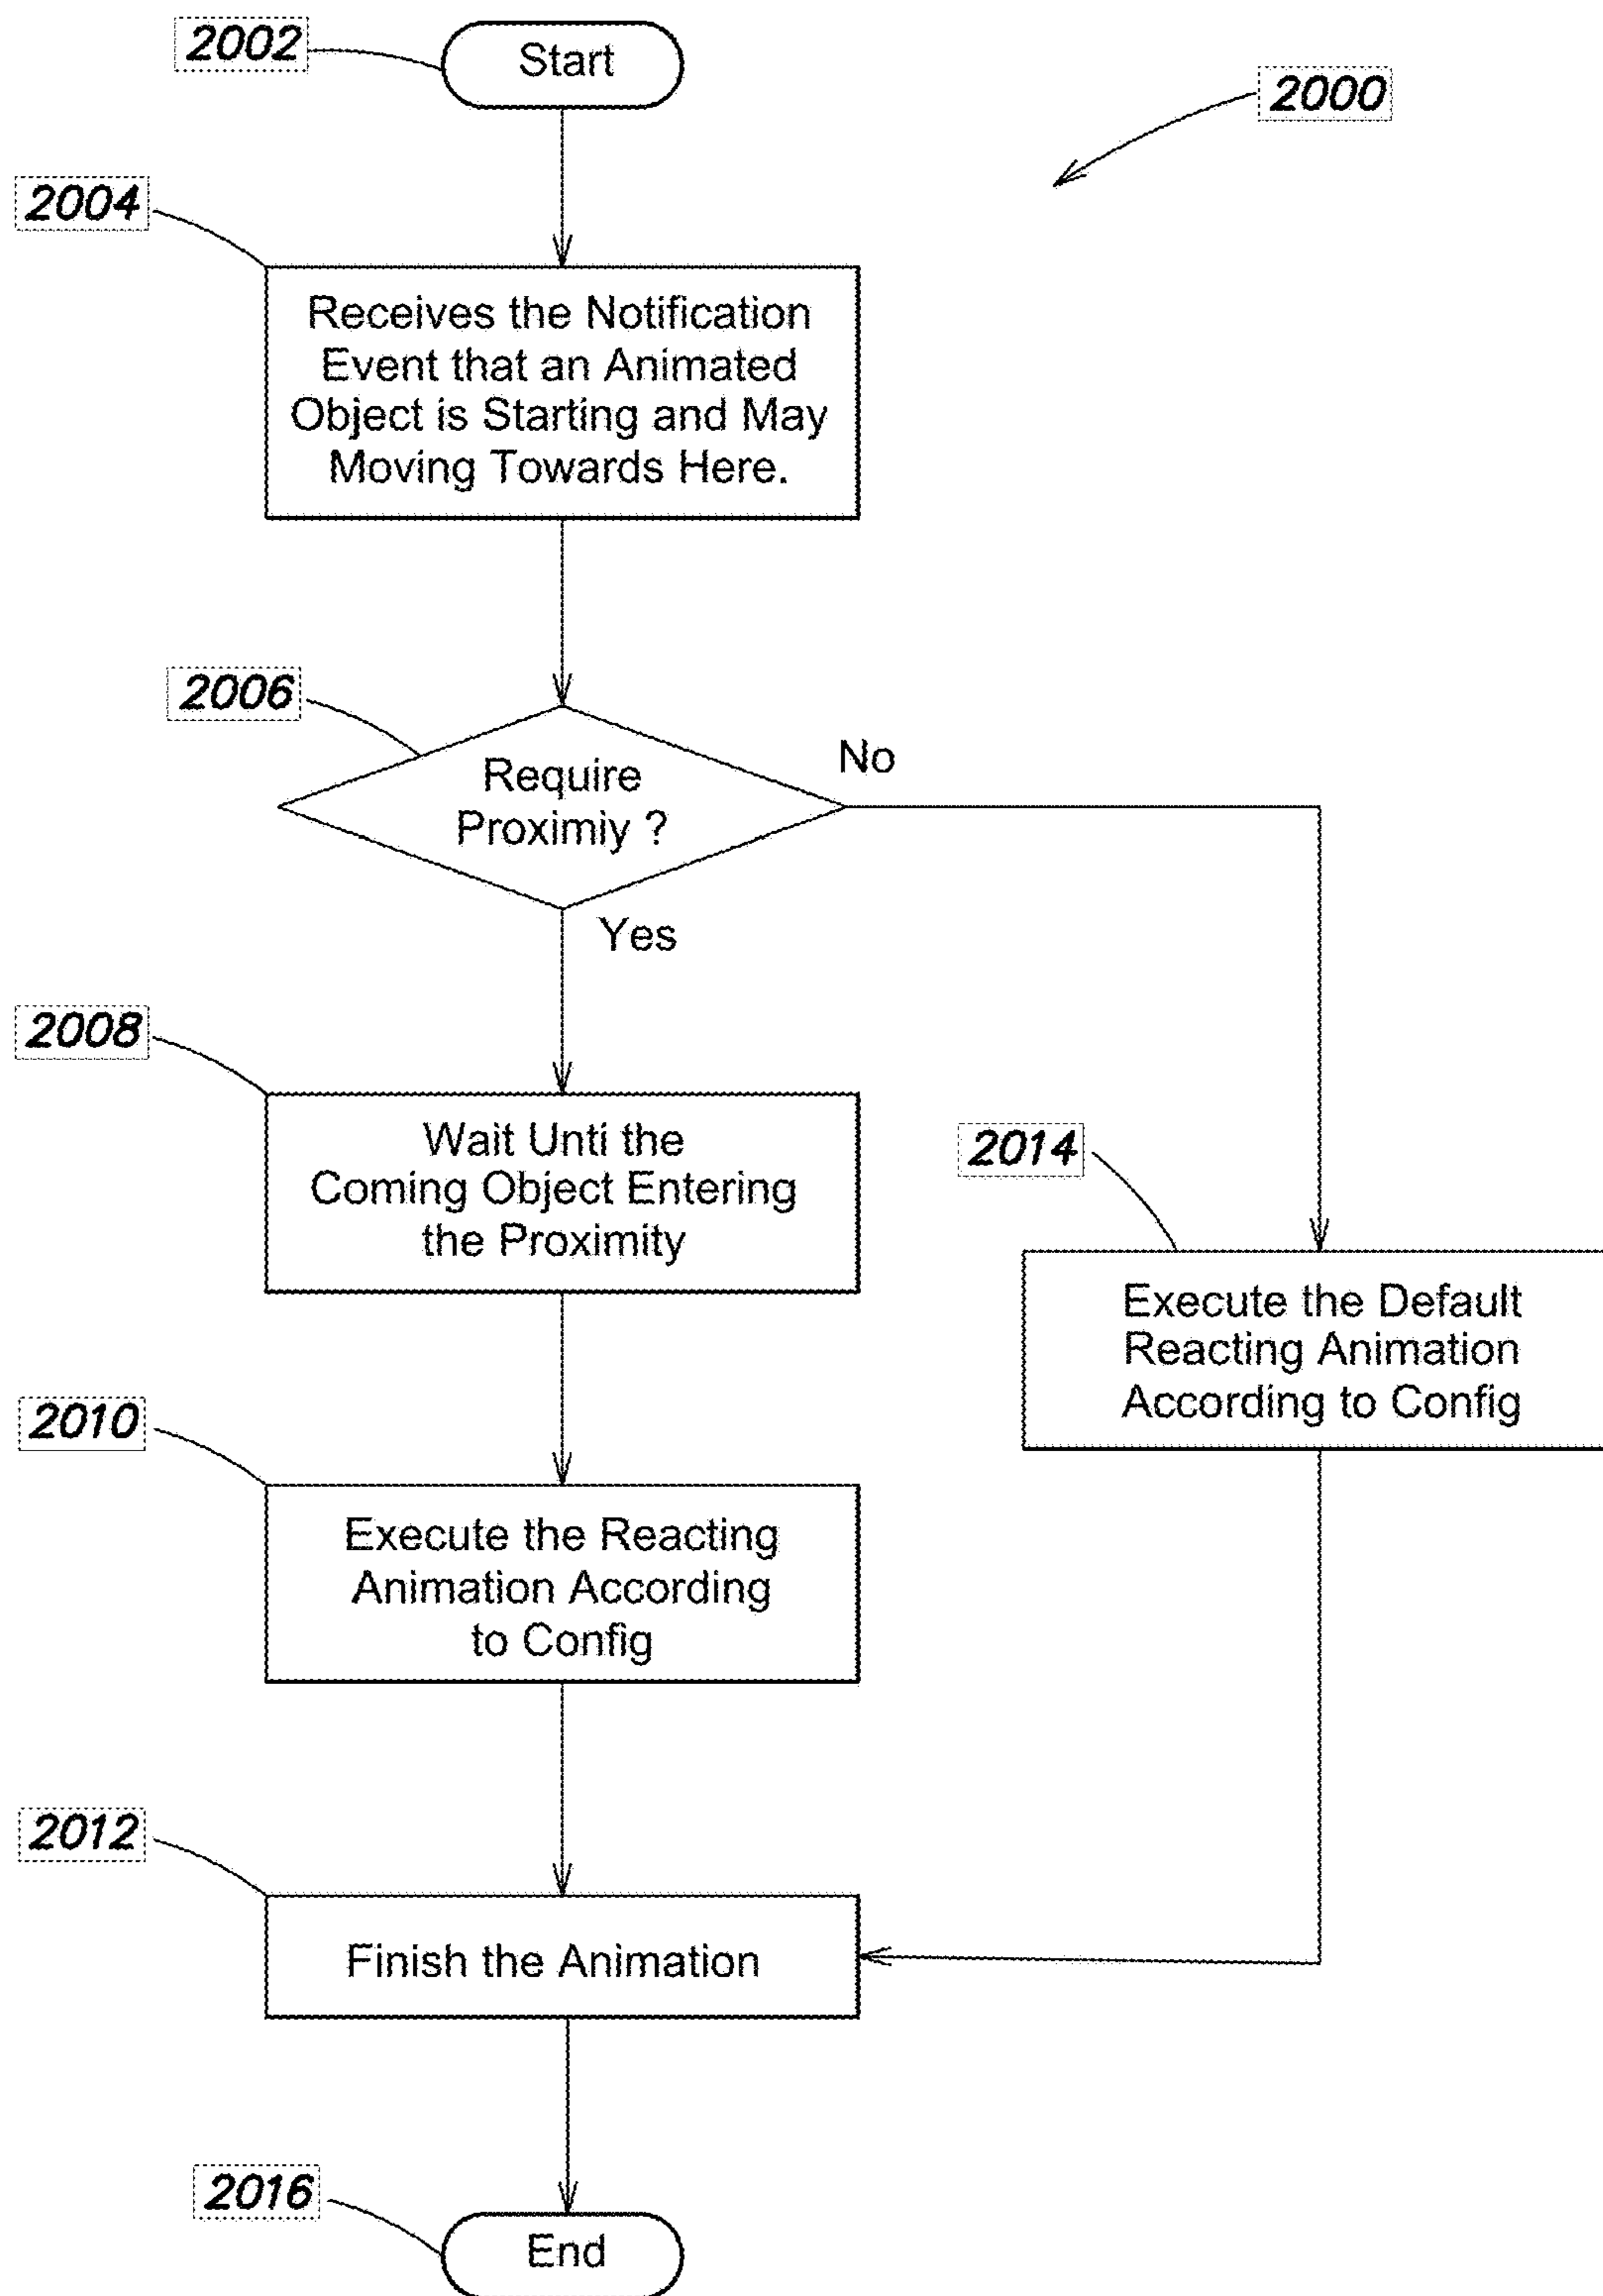 2002
Start
2000
2004
Receives the Notification
Event that an Animated
Object is Starting and May
Moving Towards Here.
2006
Require
Proximiy ?
No
Yes
2008
Wait Unti the
Coming Object Entering
the Proximity
2014
Execute the Default
Reacting Animation
According to Config
2010
Execute the Reacting
Animation According
to Config
2012
Finish the Animation
2016
End